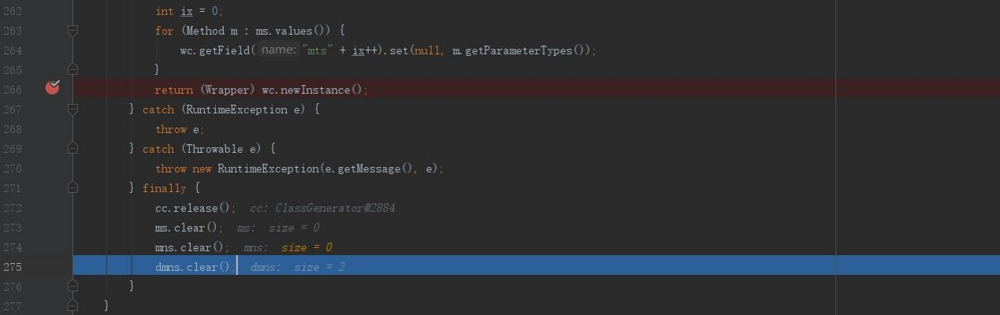 262 int ix = 0;
263 for (Method m : ms.values()) {
264 wc.getField( name: "mts" + ix++).set(null, m.getParameterTypes());
265 }
266 return (Wrapper) wc.newInstance();
267 } catch (RuntimeException e) {
268 throw e;
269 } catch (Throwable e) {
270 throw new RuntimeException(e.getMessage(), e);
271 } finally {
272 cc.release(); cc: ClassGenerator@2884
273 ms.clear(); ms: size = 0
274 mns.clear(); mns: size = 0
275 dmns.clear(); dmns: size = 2
276 }
277 }